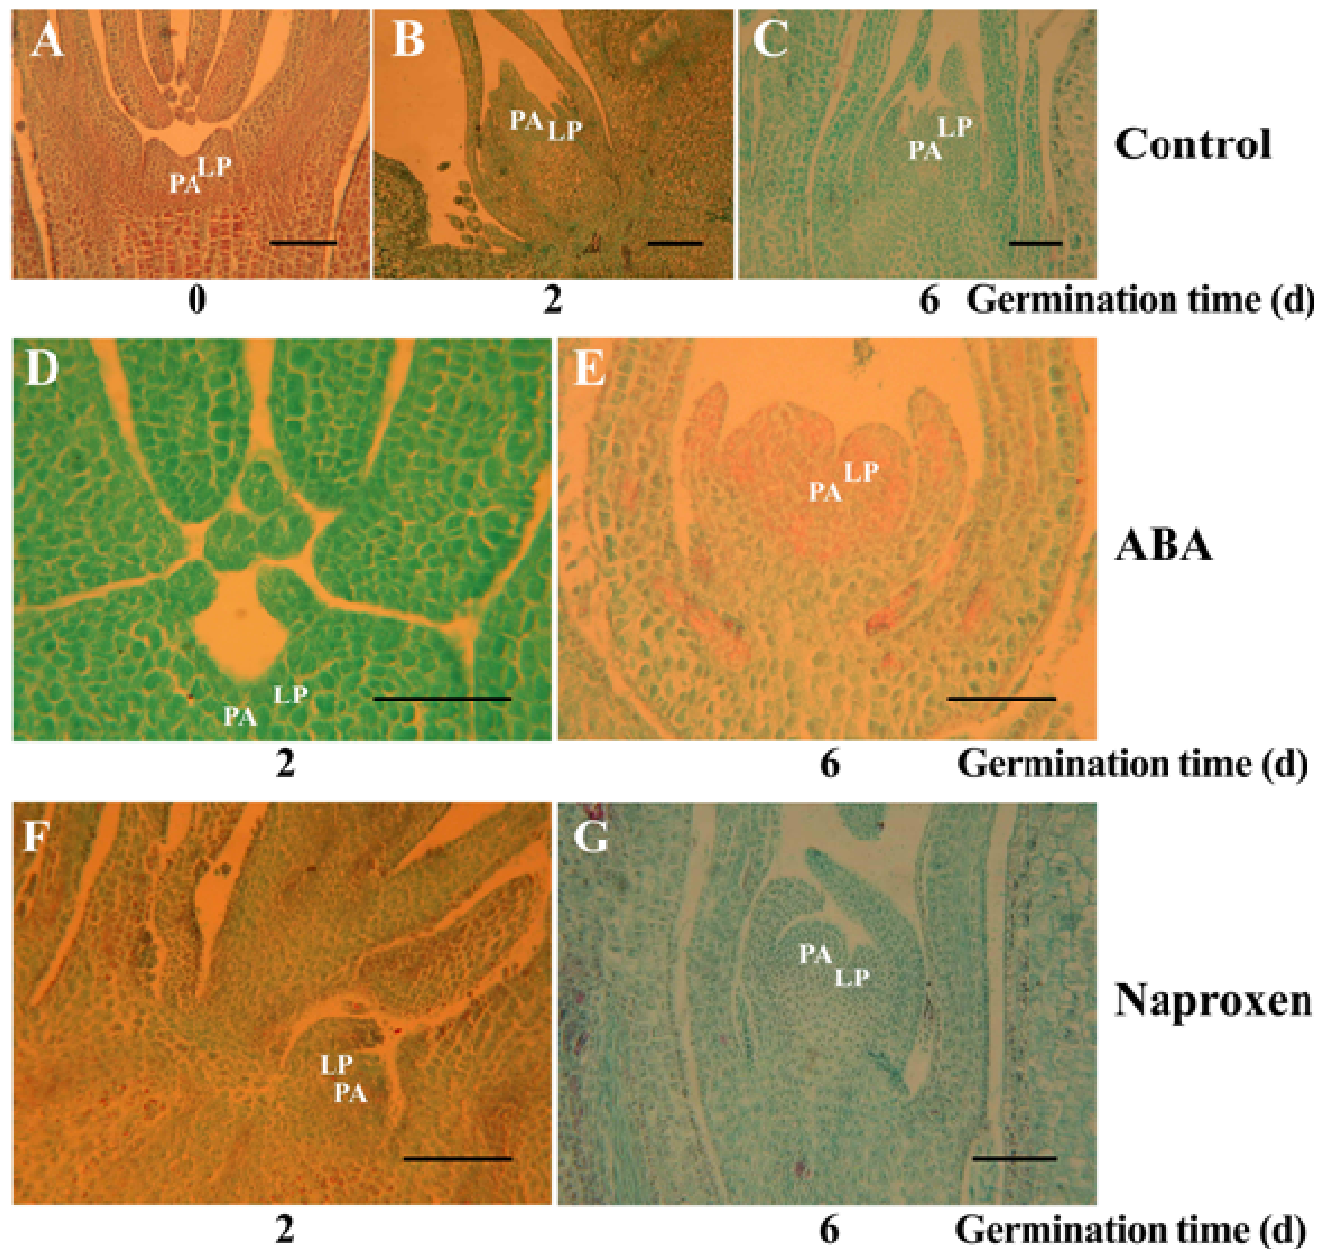 A
B
C
PA LP
PA LP
PA LP
Control
0
2
6
Germination time (d)
D
E
PA LP
PA LP
ABA
2
6
Germination time (d)
F
G
LP PA
PA LP
Naproxen
2
6
Germination time (d)